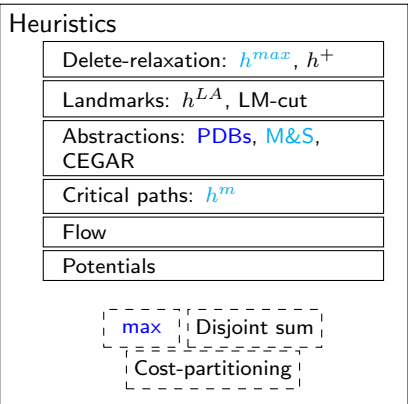 Heuristics
Delete-relaxation: h^{max}, h^+
Landmarks: h^{LA}, LM-cut
Abstractions: PDBs, M&S,
CEGAR
Critical paths: h^m
Flow
Potentials
max Disjoint sum
Cost-partitioning